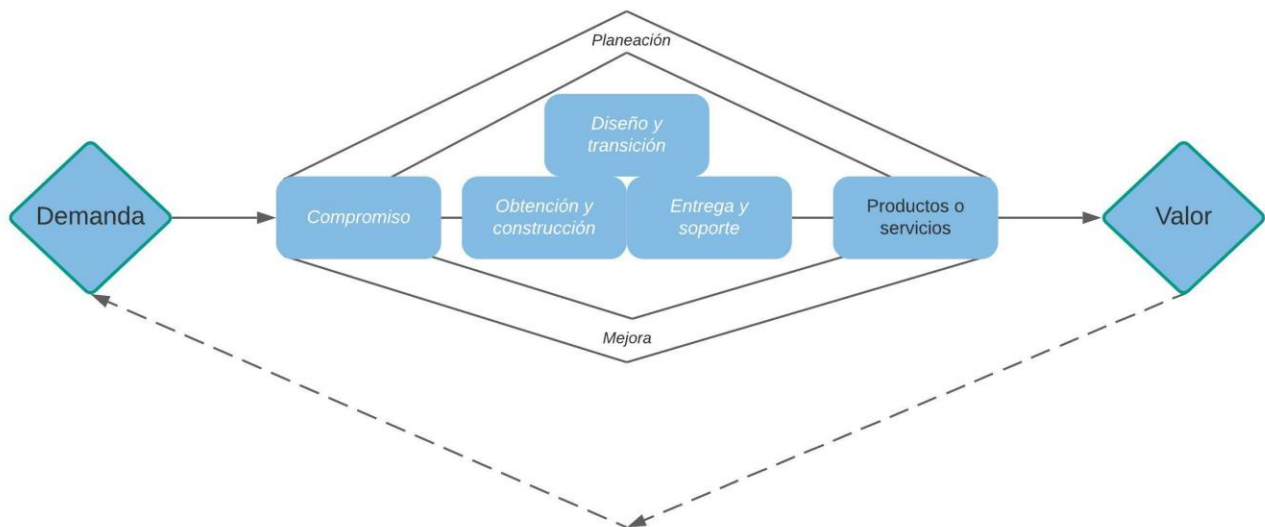 Planeación
Diseño y
transición
Demanda
Compromiso
Obtención y
construcción
Entrega y
soporte
Productos o
servicios
Valor
Mejora